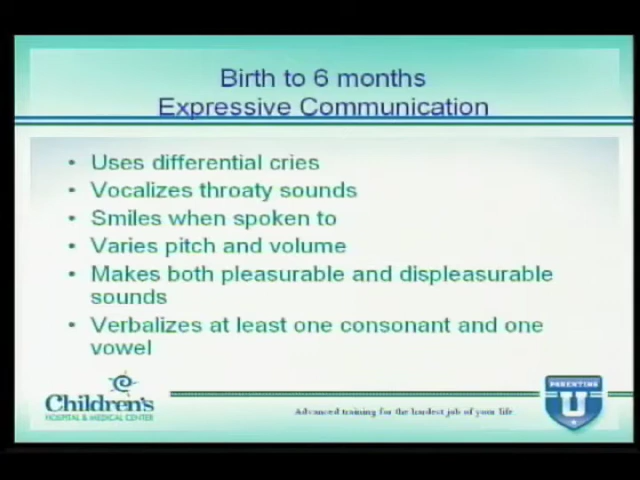 Birth to 6 months
Expressive Communication
• Uses differential cries
• Vocalizes throaty sounds
• Smiles when spoken to
• Varies pitch and volume
• Makes both pleasurable and displeasurable
sounds
• Verbalizes at least one consonant and one
vowel
Children's
HOSPITAL & MEDICAL CENTER
Advanced training for the hardest job of your life.
PARENTING
U